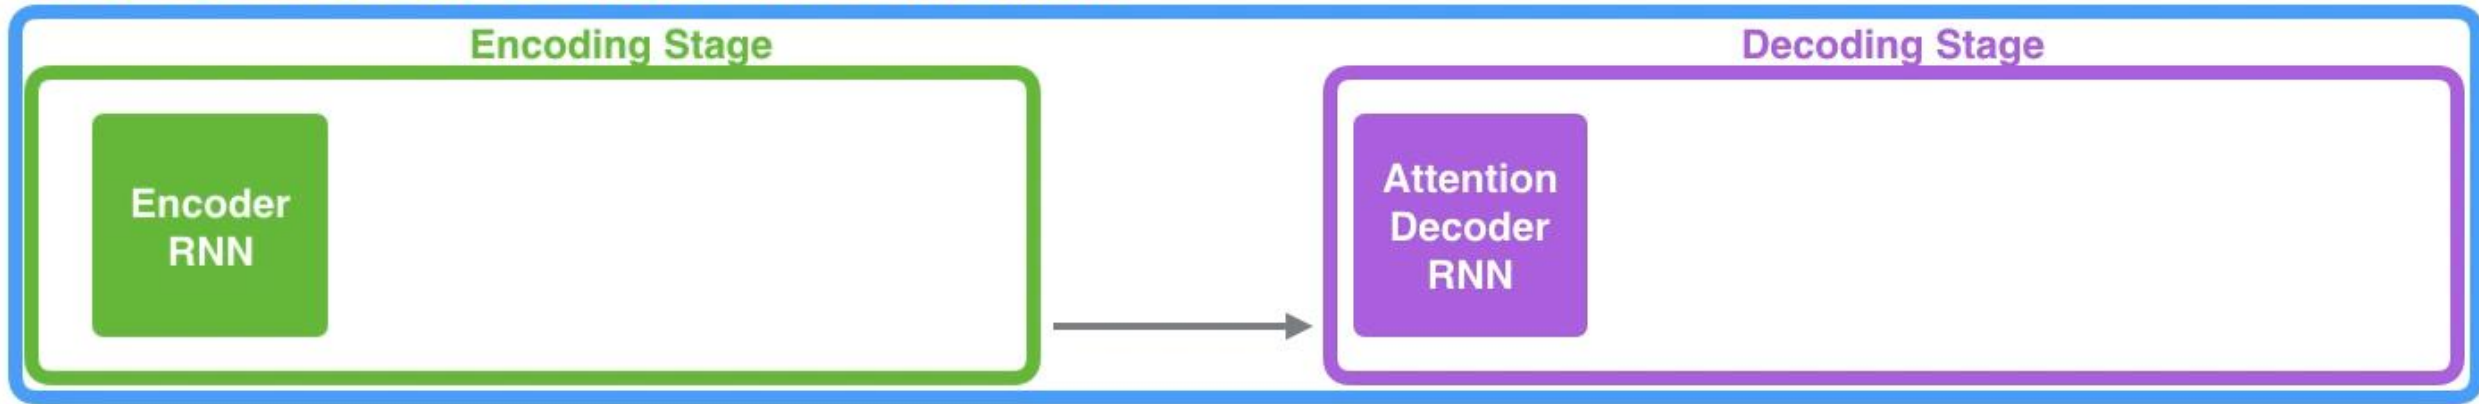 Encoding Stage
Decoding Stage
Encoder
RNN
Attention
Decoder
RNN